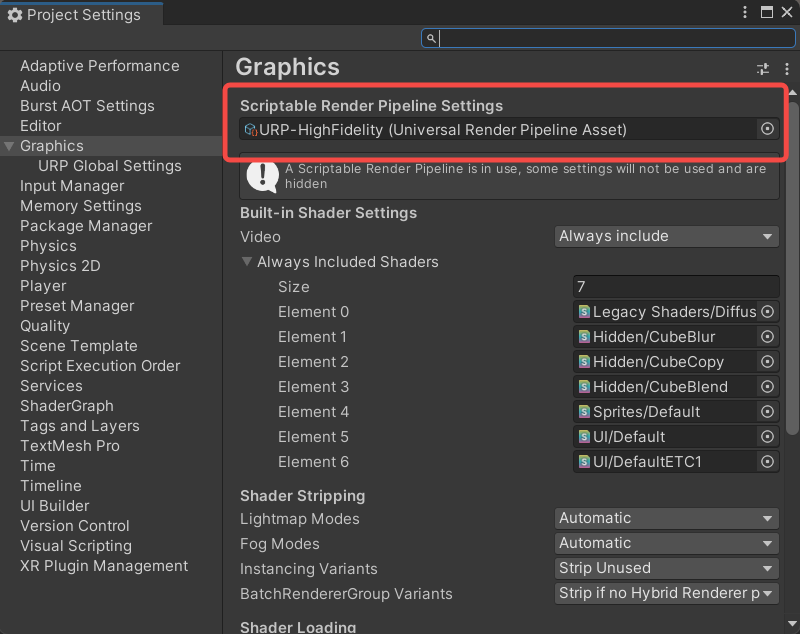 Project Settings
Adaptive Performance
Audio
Burst AOT Settings
Editor
Graphics
URP Global Settings
Input Manager
Memory Settings
Package Manager
Physics
Physics 2D
Player
Preset Manager
Quality
Scene Template
Script Execution Order
Services
ShaderGraph
Tags and Layers
TextMesh Pro
Time
Timeline
UI Builder
Version Control
Visual Scripting
XR Plugin Management
Graphics
Scriptable Render Pipeline Settings
URP-HighFidelity (Universal Render Pipeline Asset)
A Scriptable Render Pipeline is in use, some settings will not be used and are
hidden
Built-in Shader Settings
Video Always include
Always Included Shaders
Size 7
Element 0 Legacy Shaders/Diffus
Element 1 Hidden/CubeBlur
Element 2 Hidden/CubeCopy
Element 3 Hidden/CubeBlend
Element 4 Sprites/Default
Element 5 UI/Default
Element 6 UI/DefaultETC1
Shader Stripping
Lightmap Modes Automatic
Fog Modes Automatic
Instancing Variants Strip Unused
BatchRendererGroup Variants Strip if no Hybrid Renderer p
Shader Loading